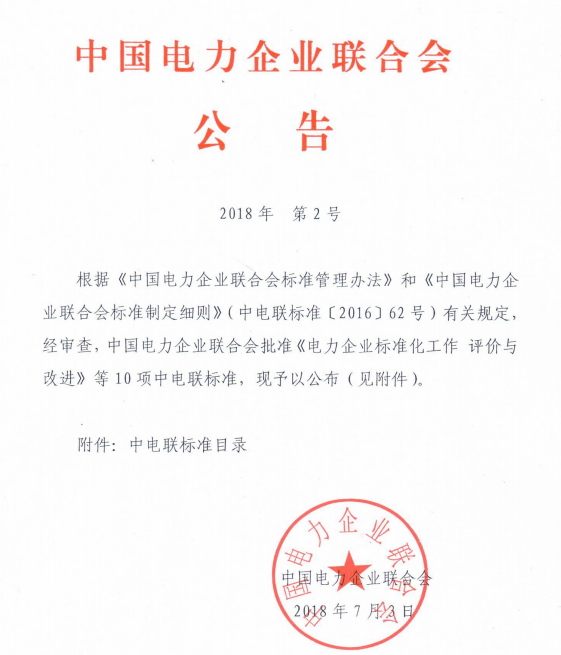 中国电力企业联合会
公 告
2018 年 第 2 号
根据《中国电力企业联合会标准管理办法》和《中国电力企
业联合会标准制定细则》（中电联标准〔2016〕62 号）有关规定，
经审查，中国电力企业联合会批准《电力企业标准化工作 评价与
改进》等 10 项中电联标准，现予以公布（见附件）。
附件：中电联标准目录
中国电力企业联合会
中国电力企业联合会
2018 年 7 月 3 日